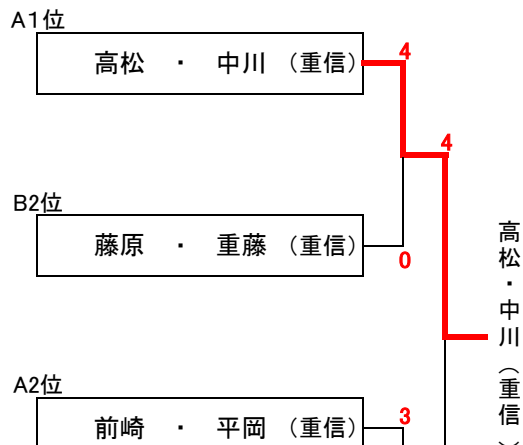 A1位
高松 ・ 中川 (重信)
4
4
B2位
藤原 ・ 重藤 (重信)
0
高松・中川(重信)
A2位
前崎 ・ 平岡 (重信)
3